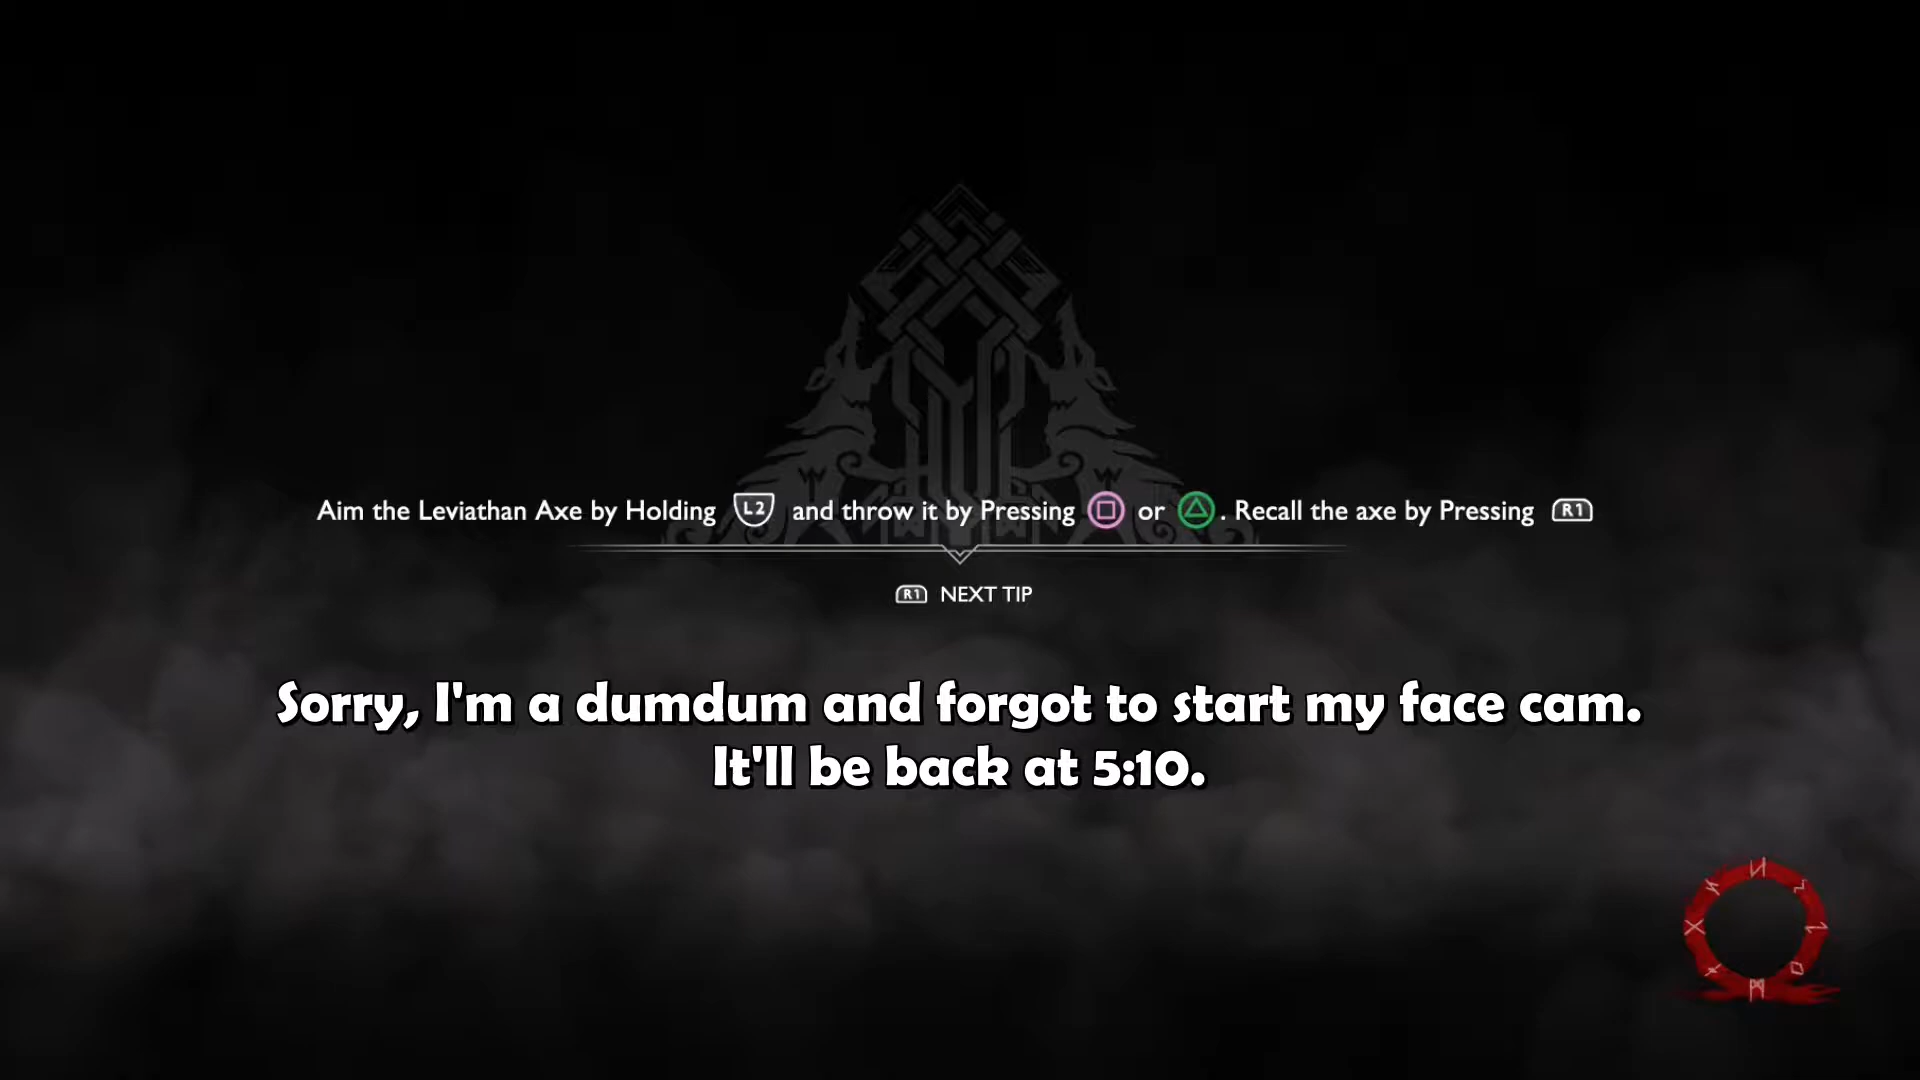 Aim the Leviathan Axe by Holding L2 and throw it by Pressing or . Recall the axe by Pressing R1
R1 NEXT TIP
Sorry, I'm a dumdum and forgot to start my face cam.
It'll be back at 5:10.